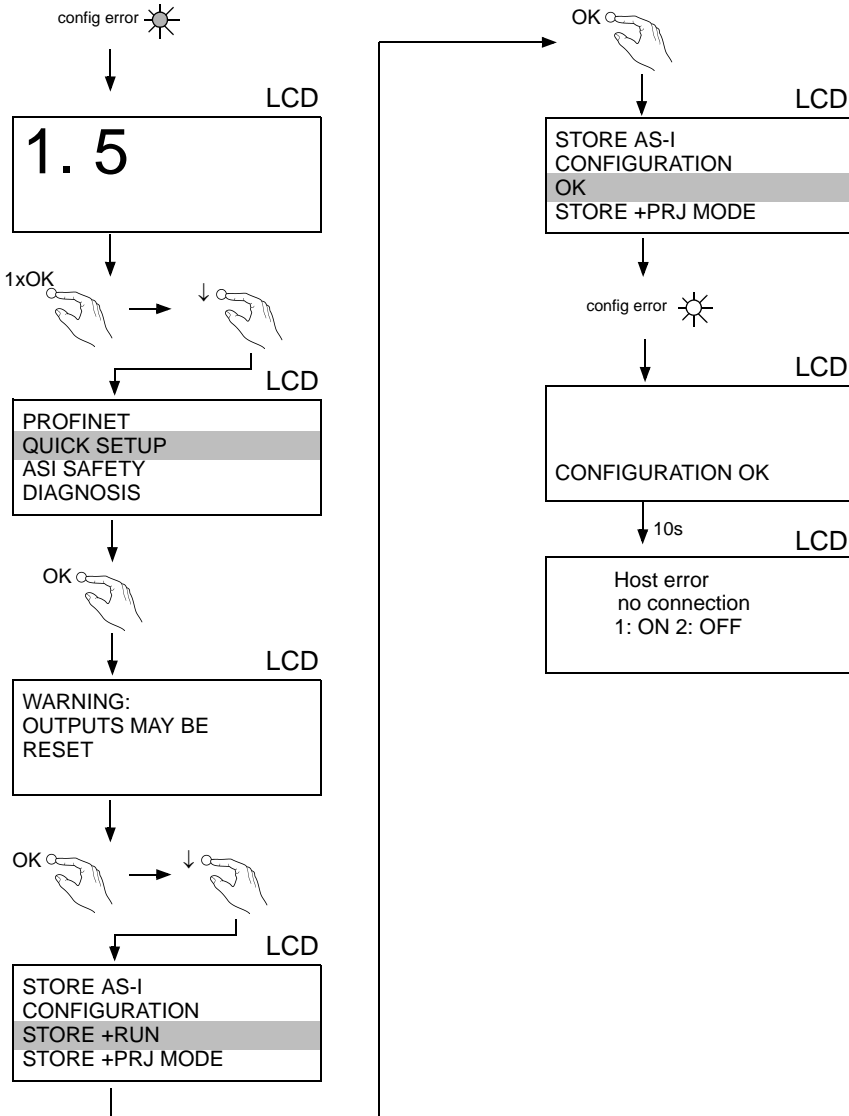 config error
LCD
1. 5
1xOK
↓
LCD
PROFINET
QUICK SETUP
ASI SAFETY
DIAGNOSIS
OK
LCD
WARNING:
OUTPUTS MAY BE
RESET
OK
↓
LCD
STORE AS-I
CONFIGURATION
STORE +RUN
STORE +PRJ MODE
OK
LCD
STORE AS-I
CONFIGURATION
OK
STORE +PRJ MODE
config error
LCD
CONFIGURATION OK
10s
LCD
Host error
no connection
1: ON 2: OFF